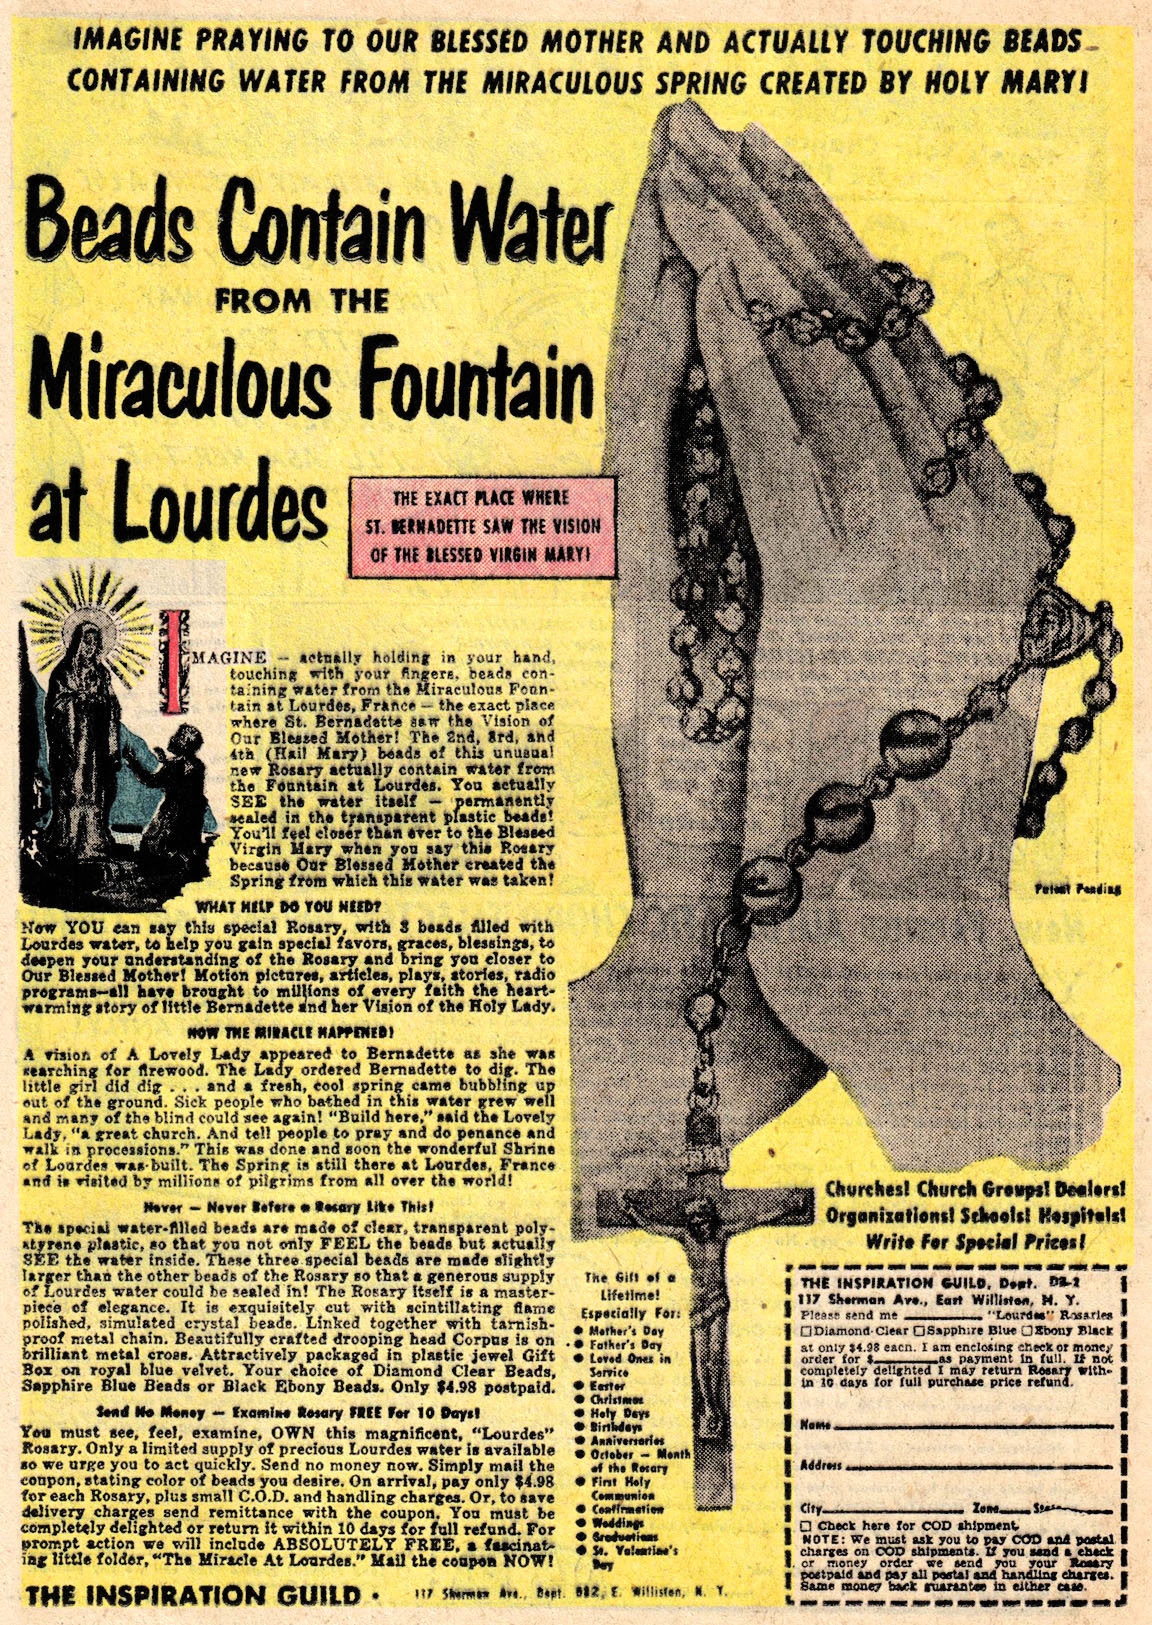 IMAGINE PRAYING TO OUR BLESSED MOTHER AND ACTUALLY TOUCHING BEADS
CONTAINING WATER FROM THE MIRACULOUS SPRING CREATED BY HOLY MARY!
Beads Contain Water
FROM THE
Miraculous Fountain
at Lourdes
THE EXACT PLACE WHERE
ST. BERNADETTE SAW THE VISION
OF THE BLESSED VIRGIN MARY!
IMAGINE — actually holding in your hand,
touching with your fingers, beads con-
taining water from the Miraculous Foun-
tain at Lourdes, France — the exact place
where St. Bernadette saw the Vision of
Our Blessed Mother! The 2nd, 3rd, and
4th (Hail Mary) beads of this unusual
new Rosary actually contain water from
the Fountain at Lourdes. You actually
SEE the water itself — permanently
sealed in the transparent plastic beads!
You'll feel closer than ever to the Blessed
Virgin Mary when you say this Rosary
because Our Blessed Mother created the
Spring from which this water was taken!
Patent Pending
WHAT HELP DO YOU NEED?
Now YOU can say this special Rosary, with 3 beads filled with
Lourdes water, to help you gain special favors, graces, blessings, to
deepen your understanding of the Rosary and bring you closer to
Our Blessed Mother! Motion pictures, articles, plays, stories, radio
programs—all have brought to millions of every faith the heart-
warming story of little Bernadette and her Vision of the Holy Lady.
HOW THE MIRACLE HAPPENED!
A vision of A Lovely Lady appeared to Bernadette as she was
searching for firewood. The Lady ordered Bernadette to dig. The
little girl did dig . . . and a fresh, cool spring came bubbling up
out of the ground. Sick people who bathed in this water grew well
and many of the blind could see again! "Build here," said the Lovely
Lady, "a great church. And tell people to pray and do penance and
walk in processions." This was done and soon the wonderful Shrine
of Lourdes was built. The Spring is still there at Lourdes, France
and is visited by millions of pilgrims from all over the world!
Never — Never Before a Rosary Like This!
The special water-filled beads are made of clear, transparent poly-
styrene plastic, so that you not only FEEL the beads but actually
SEE the water inside. These three special beads are made slightly
larger than the other beads of the Rosary so that a generous supply
of Lourdes water could be sealed in! The Rosary itself is a master-
piece of elegance. It is exquisitely cut with scintillating flame
polished, simulated crystal beads. Linked together with tarnish-
proof metal chain. Beautifully crafted drooping head Corpus is on
brilliant metal cross. Attractively packaged in plastic jewel Gift
Box on royal blue velvet. Your choice of Diamond Clear Beads,
Sapphire Blue Beads or Black Ebony Beads. Only $4.98 postpaid.
Send No Money — Examine Rosary FREE For 10 Days!
You must see, feel, examine, OWN this magnificent, "Lourdes"
Rosary. Only a limited supply of precious Lourdes water is available
so we urge you to act quickly. Send no money now. Simply mail the
coupon, stating color of beads you desire. On arrival, pay only $4.98
for each Rosary, plus small C.O.D. and handling charges. Or, to save
delivery charges send remittance with the coupon. You must be
completely delighted or return it within 10 days for full refund. For
prompt action we will include ABSOLUTELY FREE, a fascinat-
ing little folder, "The Miracle At Lourdes." Mail the coupon NOW!
THE INSPIRATION GUILD • 117 Sherman Ave., Dept. DB2, E. Williston, N. Y.
The Gift of a
Lifetime!
Especially For:
● Mother's Day
● Father's Day
● Loved Ones in
Service
● Easter
● Christmas
● Holy Days
● Birthdays
● Anniversaries
● October — Month
of the Rosary
● First Holy
Communion
● Confirmation
● Weddings
● Graduations
● St. Valentine's
Day
Churches! Church Groups! Dealers!
Organizations! Schools! Hospitals!
Write For Special Prices!
THE INSPIRATION GUILD, Dept. DB-2
117 Sherman Ave., East Williston, N. Y.
Please send me ________ "Lourdes" Rosaries
☐ Diamond Clear ☐ Sapphire Blue ☐ Ebony Black
at only $4.98 each. I am enclosing check or money
order for $________as payment in full. If not
completely delighted I may return Rosary with-
in 10 days for full purchase price refund.
Name
Address
City Zone State
☐ Check here for COD shipment.
NOTE: We must ask you to pay COD and postal
charges on COD shipments. If you send a check
or money order we send you your Rosary
postpaid and pay all postal and handling charges.
Same money back guarantee in either case.